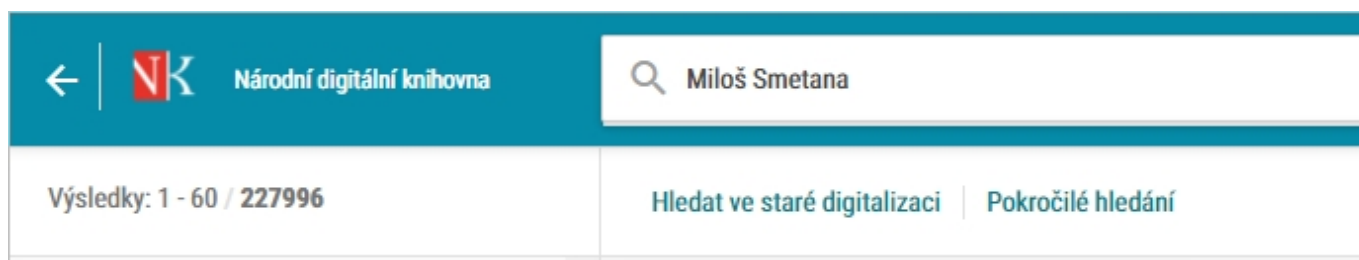 NK Národní digitální knihovna
Miloš Smetana
Výsledky: 1 - 60 / 227996
Hledat ve staré digitalizaci
Pokročilé hledání